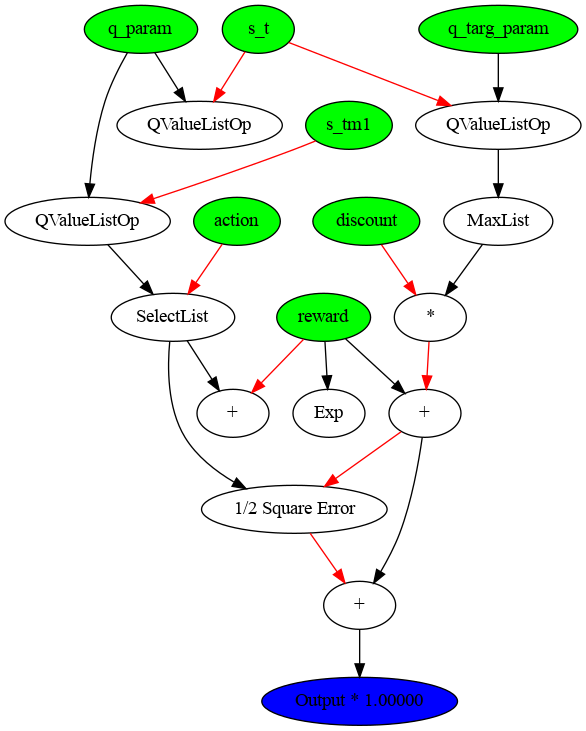 q_param
s_t
q_targ_param
QValueListOp
s_tm1
QValueListOp
QValueListOp
action
discount
MaxList
SelectList
reward
*
+
Exp
+
1/2 Square Error
+
Output * 1.00000